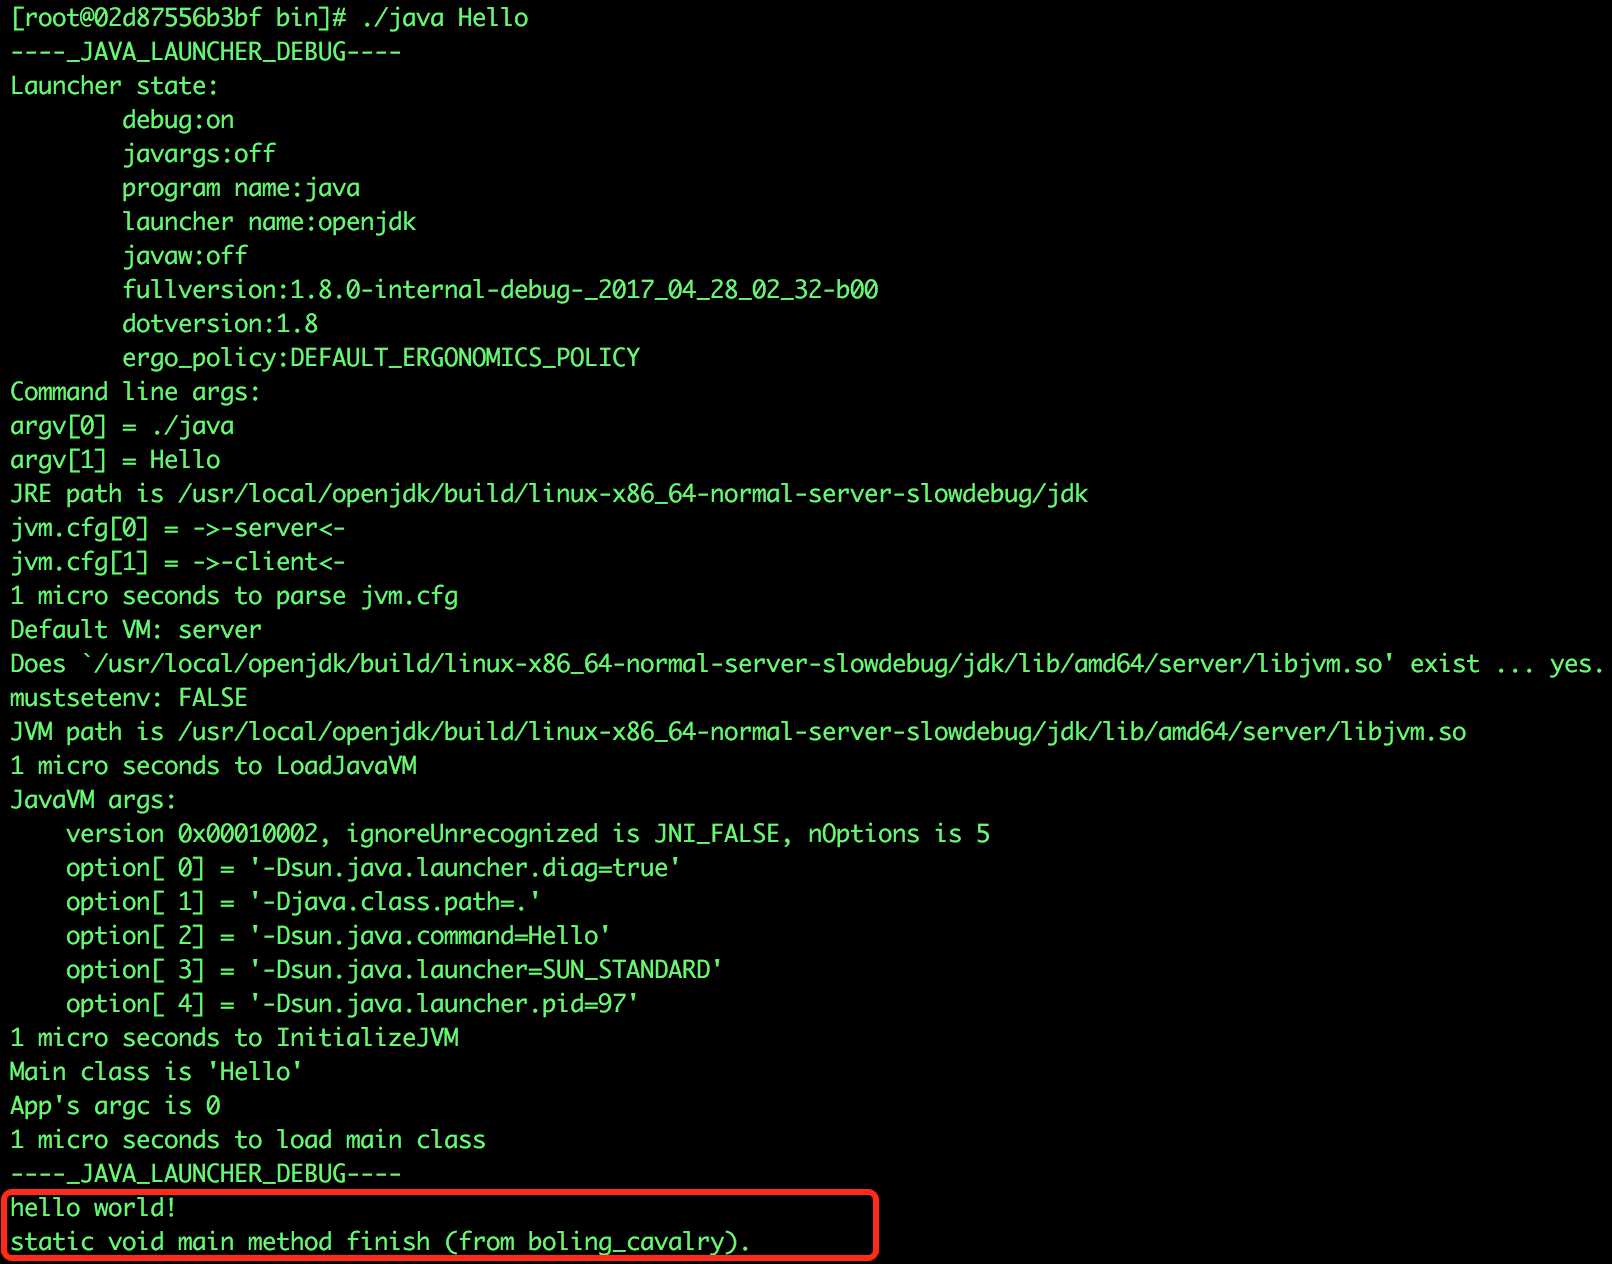 [root@02d87556b3bf bin]# ./java Hello
----_JAVA_LAUNCHER_DEBUG----
Launcher state:
        debug:on
        javargs:off
        program name:java
        launcher name:openjdk
        javaw:off
        fullversion:1.8.0-internal-debug-_2017_04_28_02_32-b00
        dotversion:1.8
        ergo_policy:DEFAULT_ERGONOMICS_POLICY
Command line args:
argv[0] = ./java
argv[1] = Hello
JRE path is /usr/local/openjdk/build/linux-x86_64-normal-server-slowdebug/jdk
jvm.cfg[0] = ->-server<-
jvm.cfg[1] = ->-client<-
1 micro seconds to parse jvm.cfg
Default VM: server
Does `/usr/local/openjdk/build/linux-x86_64-normal-server-slowdebug/jdk/lib/amd64/server/libjvm.so' exist ... yes.
mustsetenv: FALSE
JVM path is /usr/local/openjdk/build/linux-x86_64-normal-server-slowdebug/jdk/lib/amd64/server/libjvm.so
1 micro seconds to LoadJavaVM
JavaVM args:
    version 0x00010002, ignoreUnrecognized is JNI_FALSE, nOptions is 5
    option[ 0] = '-Dsun.java.launcher.diag=true'
    option[ 1] = '-Djava.class.path=.'
    option[ 2] = '-Dsun.java.command=Hello'
    option[ 3] = '-Dsun.java.launcher=SUN_STANDARD'
    option[ 4] = '-Dsun.java.launcher.pid=97'
1 micro seconds to InitializeJVM
Main class is 'Hello'
App's argc is 0
1 micro seconds to load main class
----_JAVA_LAUNCHER_DEBUG----
hello world!
static void main method finish (from boling_cavalry).